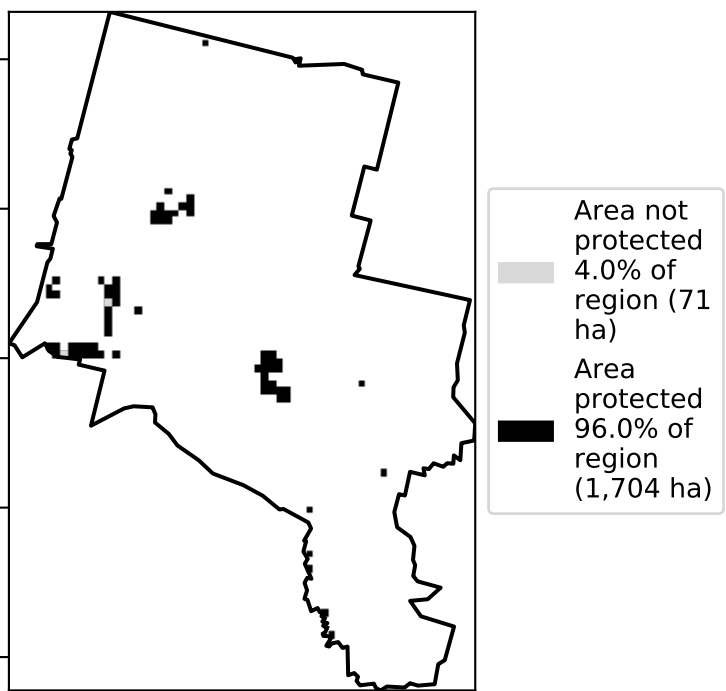 Area not
protected
4.0% of
region (71
ha)
Area
protected
96.0% of
region
(1,704 ha)